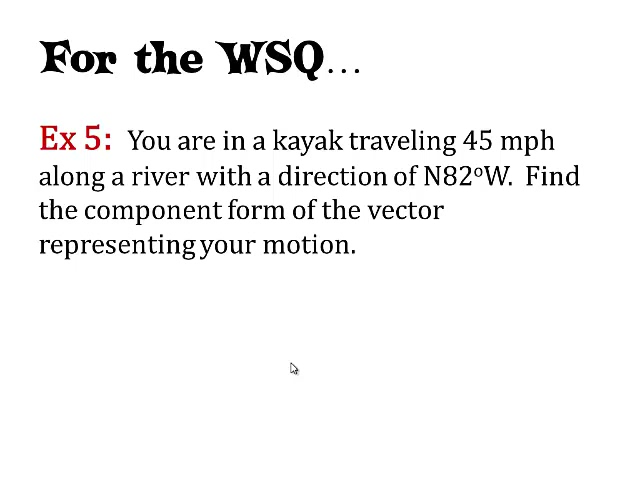 For the WSQ…
Ex 5: You are in a kayak traveling 45 mph
along a river with a direction of N82ºW. Find
the component form of the vector
representing your motion.